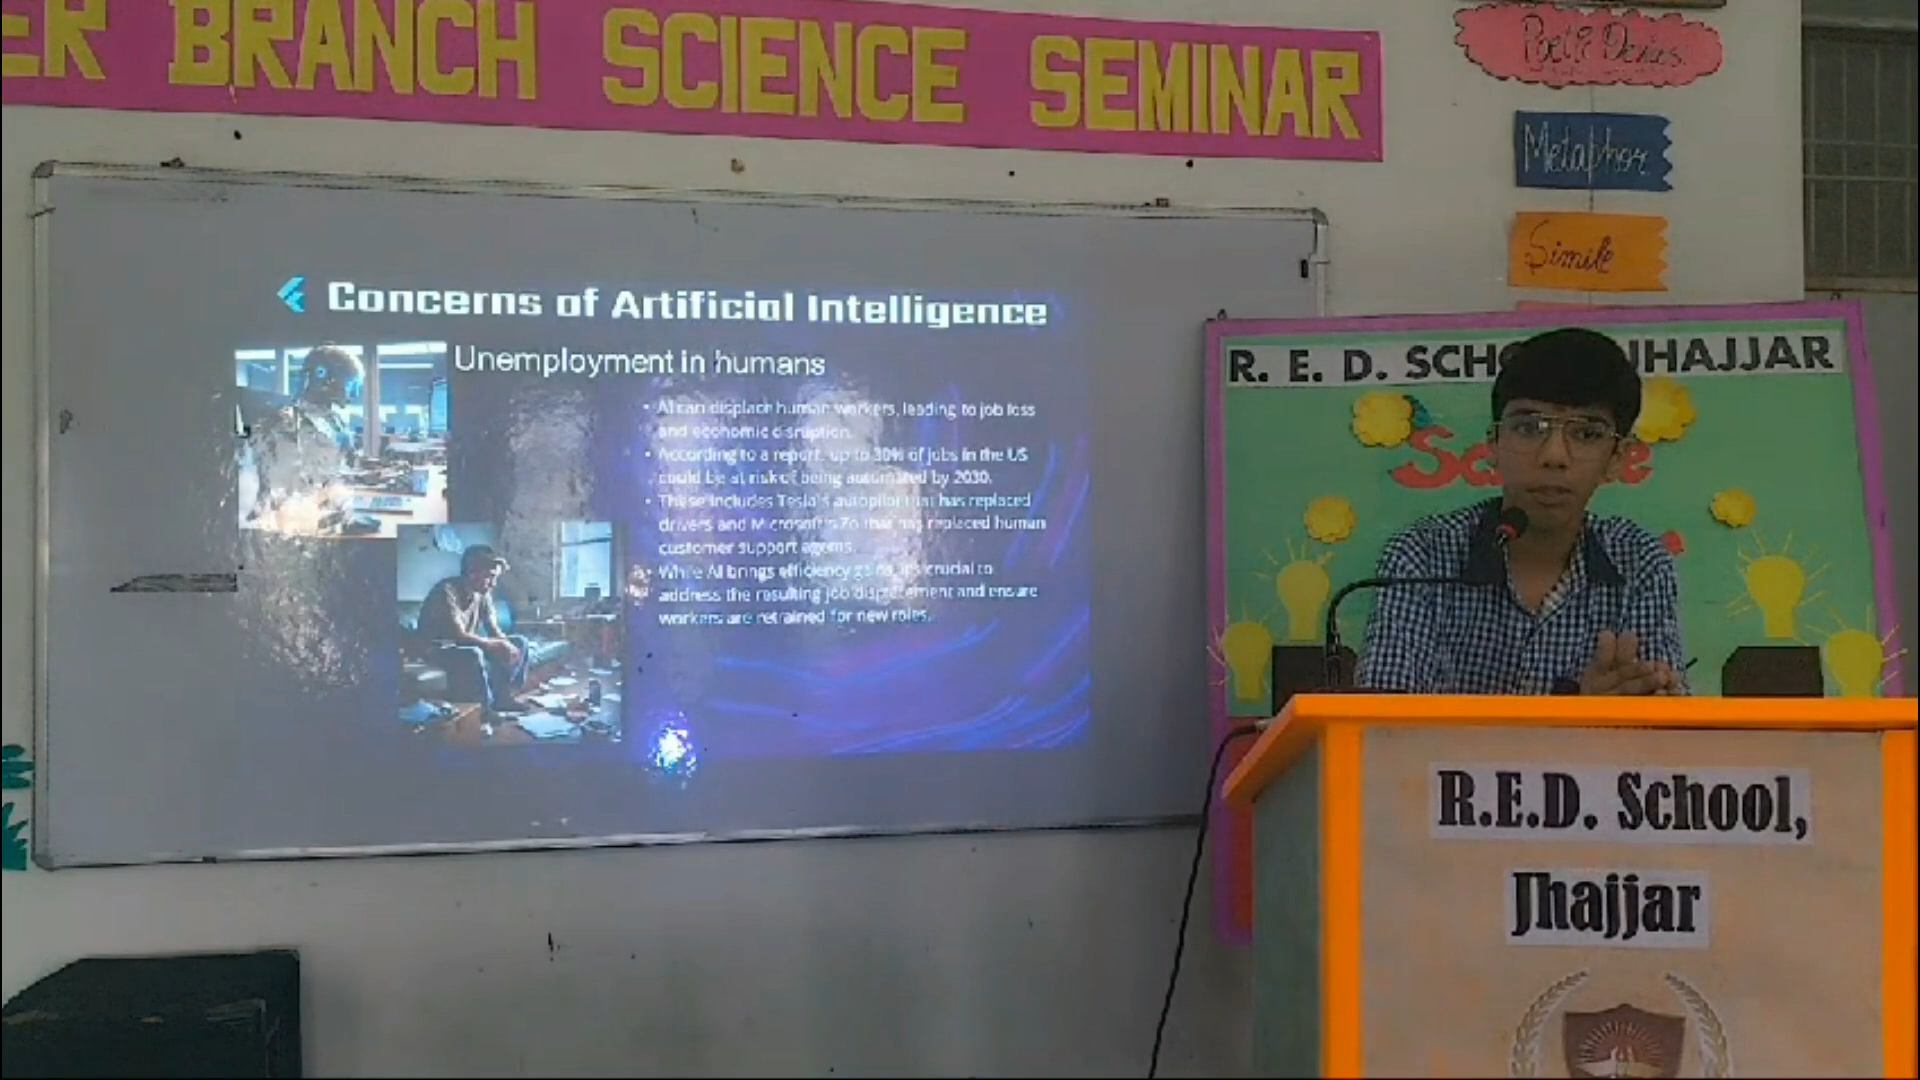 ER BRANCH SCIENCE SEMINAR
Metaphor
Simile
Concerns of Artificial Intelligence
Unemployment in humans
• AI can displace human workers, leading to job loss
and economic disruption.
• According to a report, up to 30% of jobs in the US
could be at risk of being automated by 2030.
• These includes Tesla's autopilot that has replaced
drivers and Microsoft's Zo that has replaced human
customer support agents.
• While AI brings efficiency gains, it's crucial to
address the resulting job displacement and ensure
workers are retrained for new roles.
R. E. D. SCHO JHAJJAR
R.E.D. School,
Jhajjar